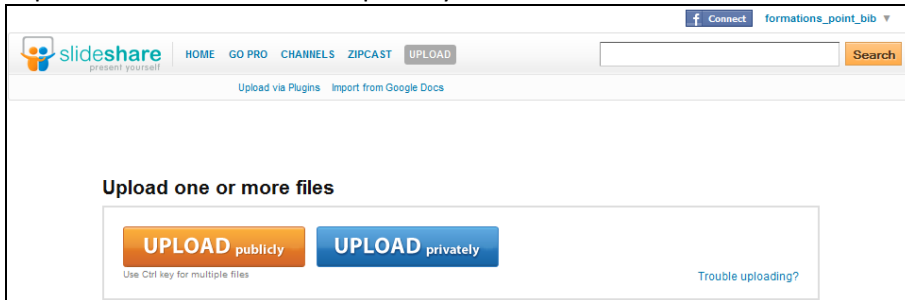 f Connect formations_point_bib ▼
slideshare HOME GO PRO CHANNELS ZIPCAST UPLOAD Search
present yourself
Upload via Plugins Import from Google Docs
Upload one or more files
UPLOAD publicly UPLOAD privately
Use Ctrl key for multiple files
Trouble uploading?